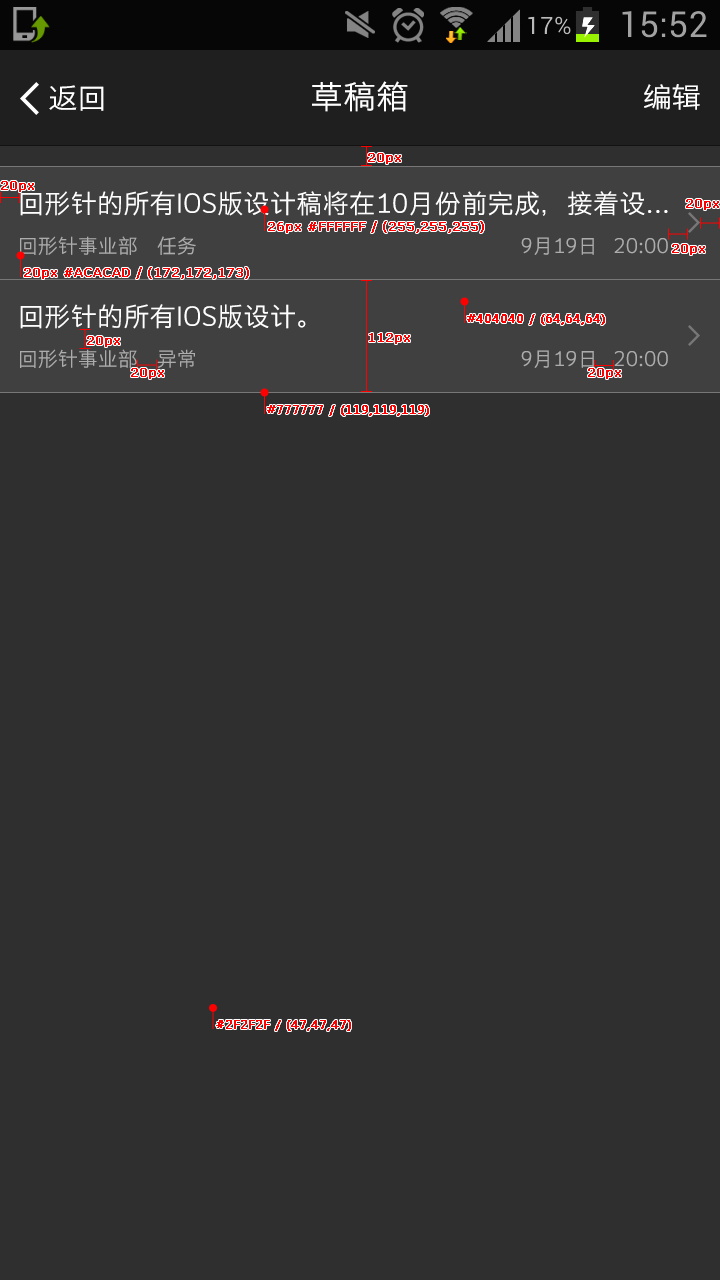 17% 15:52
返回 草稿箱 编辑
20px
20px 20px
回形针的所有IOS版设计稿将在10月份前完成，接着设...
26px #FFFFFF / (255,255,255)
回形针事业部 任务 9月19日 20:00
20px
20px #ACACAD / (172,172,173)
回形针的所有IOS版设计。
#404040 / (64,64,64)
112px
20px
回形针事业部 异常 9月19日 20:00
20px 20px
#777777 / (119,119,119)
#2F2F2F / (47,47,47)